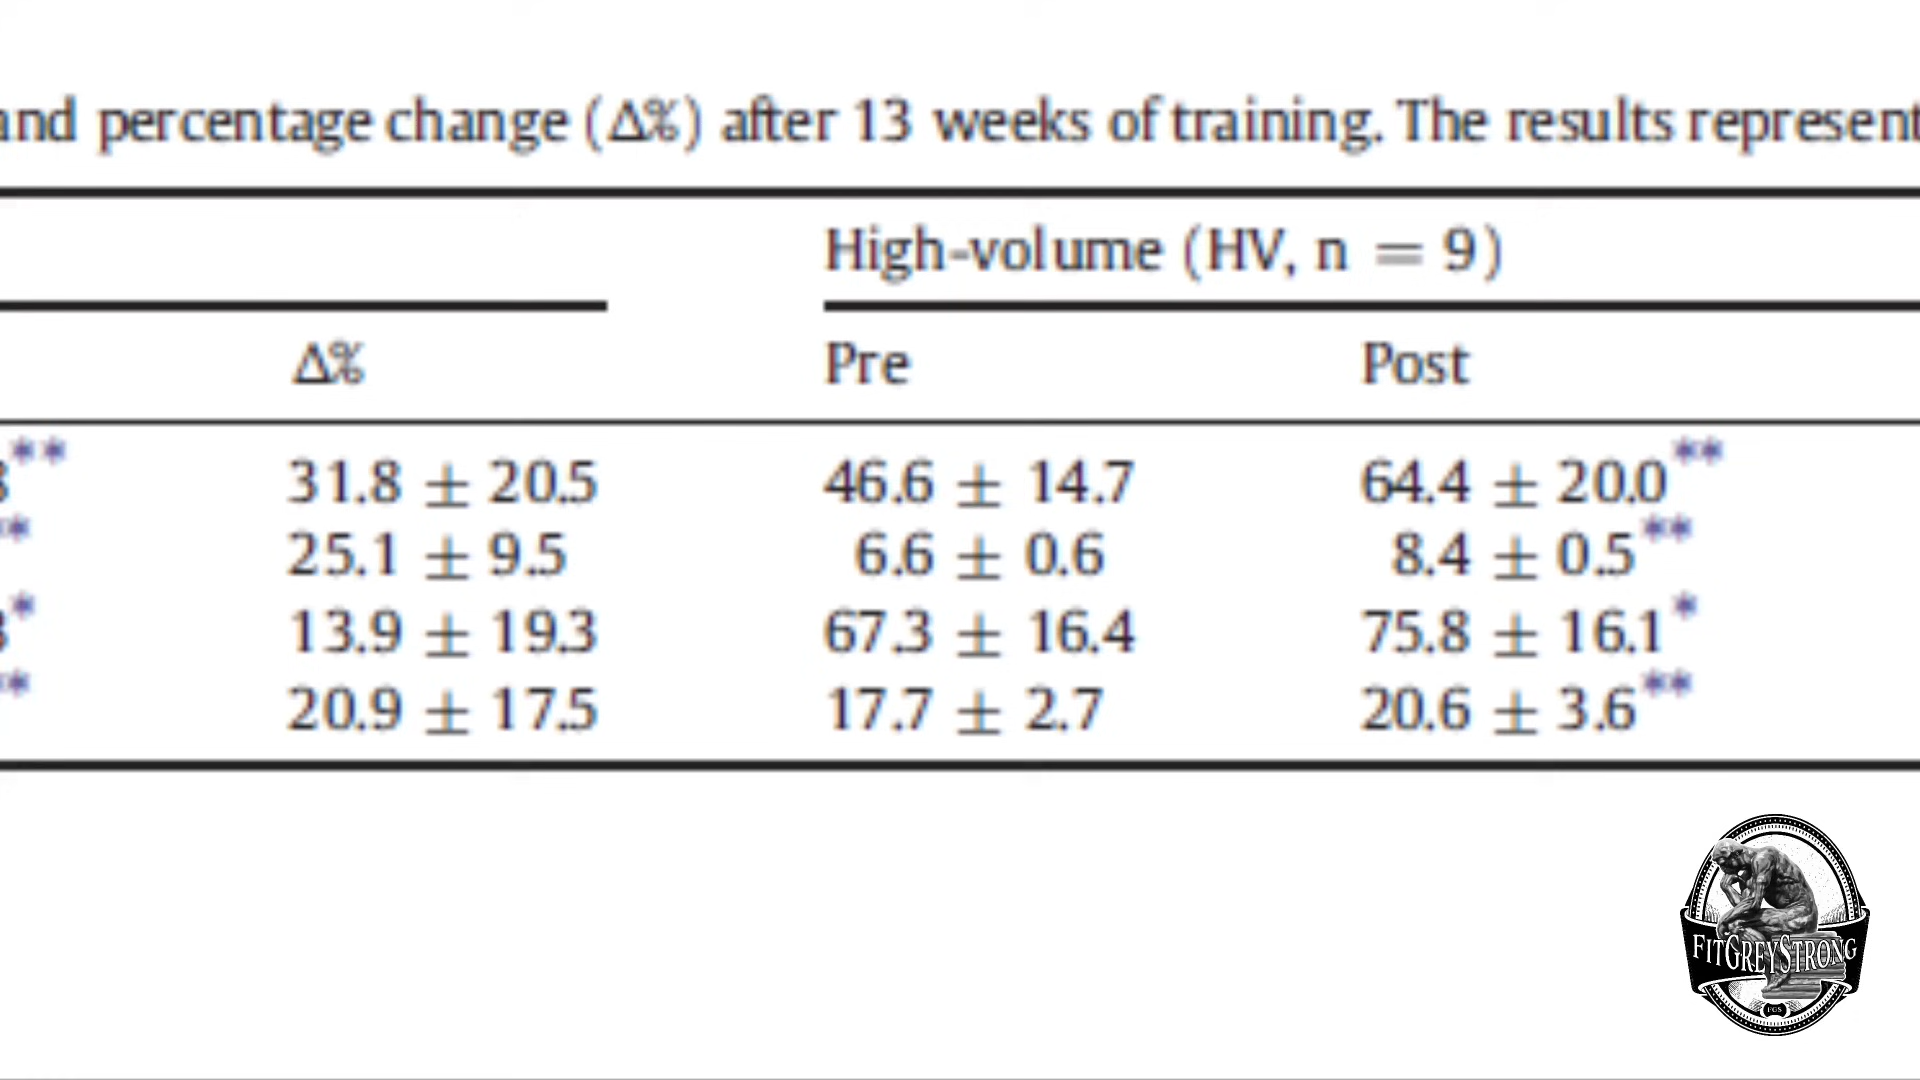 and percentage change (Δ%) after 13 weeks of training. The results represent
High-volume (HV, n = 9)
Δ% Pre Post
** 31.8 ± 20.5 46.6 ± 14.7 64.4 ± 20.0**
* 25.1 ± 9.5 6.6 ± 0.6 8.4 ± 0.5**
* 13.9 ± 19.3 67.3 ± 16.4 75.8 ± 16.1*
* 20.9 ± 17.5 17.7 ± 2.7 20.6 ± 3.6**
FITGREYSTRONG
FGS